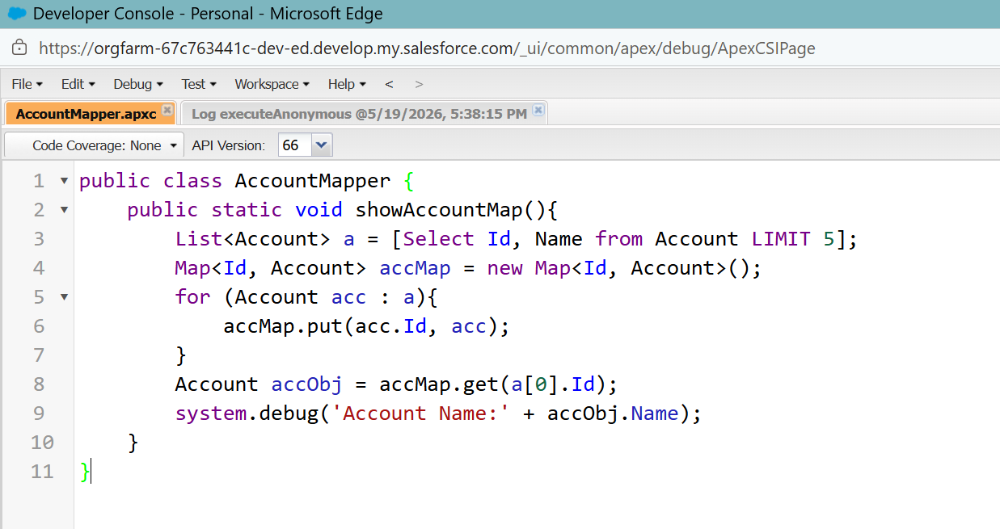 Developer Console - Personal - Microsoft Edge
https://orgfarm-67c763441c-dev-ed.develop.my.salesforce.com/_ui/common/apex/debug/ApexCSIPage
File Edit Debug Test Workspace Help < >
AccountMapper.apxc Log executeAnonymous @5/19/2026, 5:38:15 PM
Code Coverage: None API Version: 66
1 public class AccountMapper {
2     public static void showAccountMap(){
3         List<Account> a = [Select Id, Name from Account LIMIT 5];
4         Map<Id, Account> accMap = new Map<Id, Account>();
5         for (Account acc : a){
6             accMap.put(acc.Id, acc);
7         }
8         Account accObj = accMap.get(a[0].Id);
9         system.debug('Account Name:' + accObj.Name);
10     }
11 }